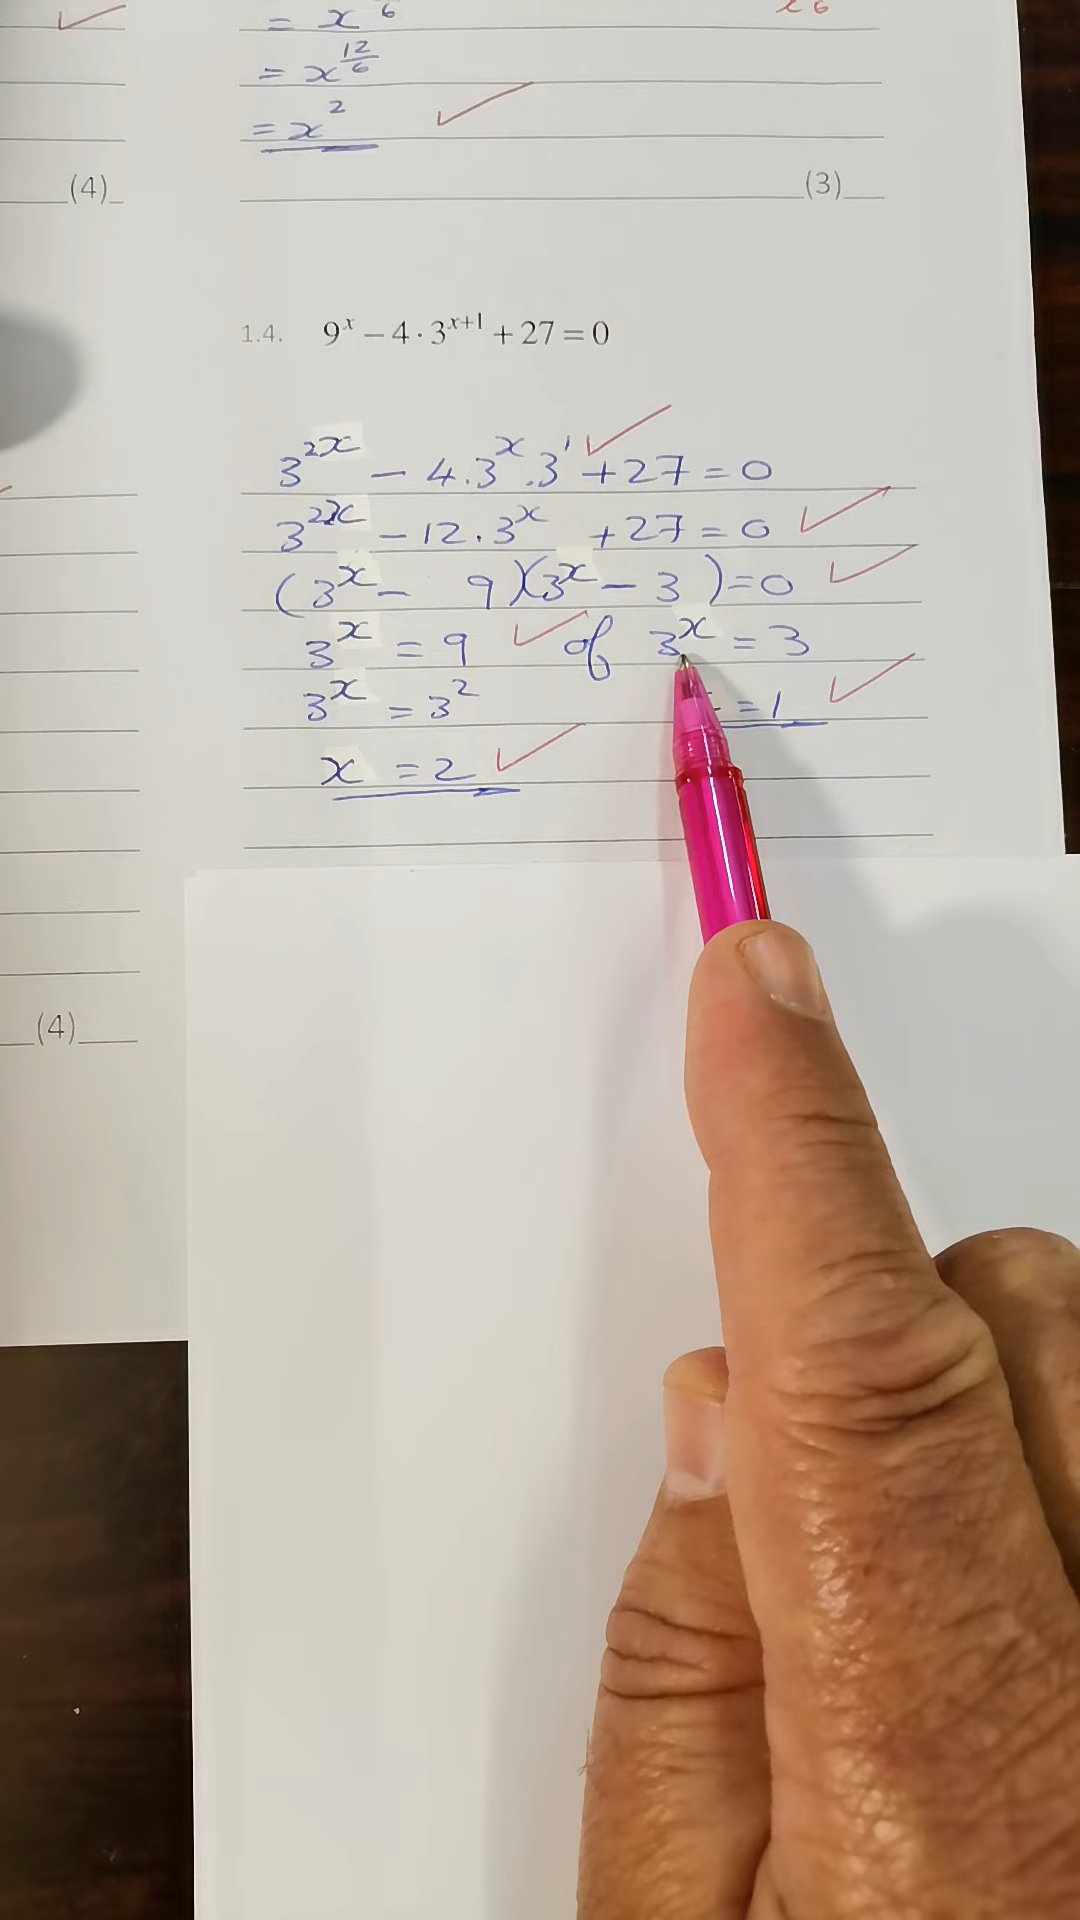 = x^6
x6
= x^(12/6)
= x^2
(4)
(3)
1.4. 9^x − 4 · 3^(x+1) + 27 = 0
3^(2x) − 4.3^x.3^1 + 27 = 0
3^(2x) − 12.3^x + 27 = 0
(3^x − 9)(3^x − 3) = 0
3^x = 9 of 3^x = 3
3^x = 3^2 = 1
x = 2
(4)